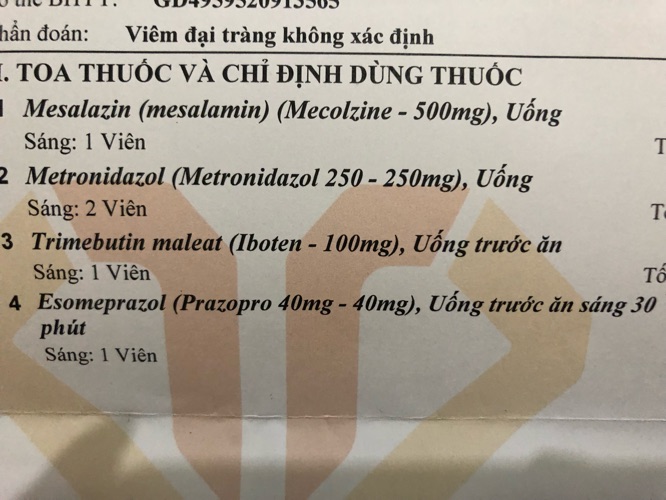 GD4959520913565
hẩn đoán: Viêm đại tràng không xác định
I. TOA THUỐC VÀ CHỈ ĐỊNH DÙNG THUỐC
1 Mesalazin (mesalamin) (Mecolzine - 500mg), Uống
Sáng: 1 Viên T
2 Metronidazol (Metronidazol 250 - 250mg), Uống
Sáng: 2 Viên Tố
3 Trimebutin maleat (Iboten - 100mg), Uống trước ăn
Sáng: 1 Viên Tố
4 Esomeprazol (Prazopro 40mg - 40mg), Uống trước ăn sáng 30
phút
Sáng: 1 Viên